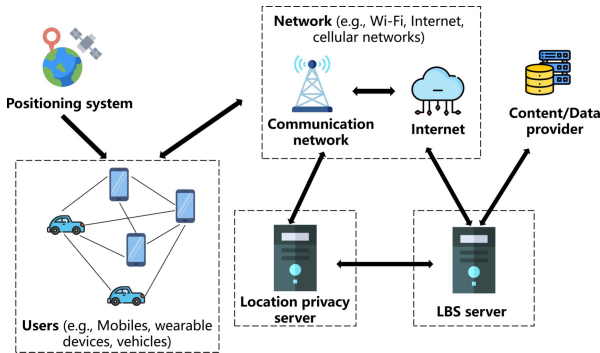 Network (e.g., Wi-Fi, Internet,
cellular networks)
Positioning system
Communication
network
Internet
Content/Data
provider
Users (e.g., Mobiles, wearable
devices, vehicles)
Location privacy
server
LBS server